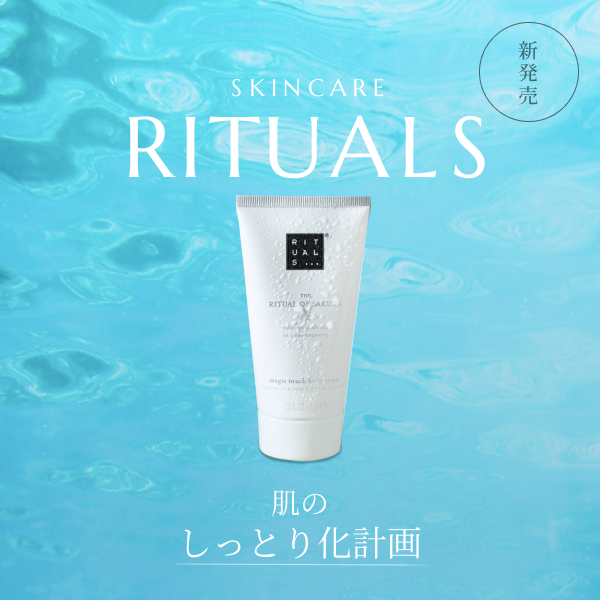 新発売
SKINCARE
RITUALS
RIT
UAL
S...
®
THE
RITUAL OF SAKURA
magic touch body cream
肌の
しっとり化計画